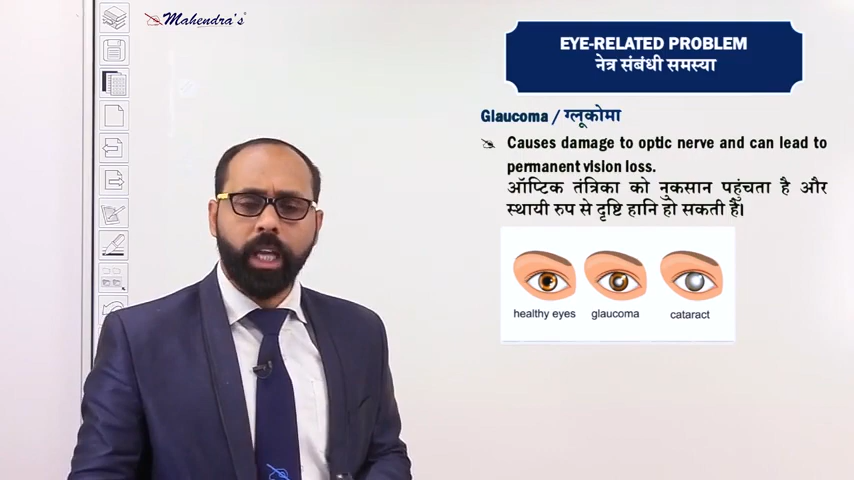 Mahendra's
EYE-RELATED PROBLEM
नेत्र संबंधी समस्या
Glaucoma / ग्लूकोमा
Causes damage to optic nerve and can lead to
permanent vision loss.
ऑप्टिक तंत्रिका को नुकसान पहुंचता है और
स्थायी रुप से दृष्टि हानि हो सकती है।
healthy eyes glaucoma cataract